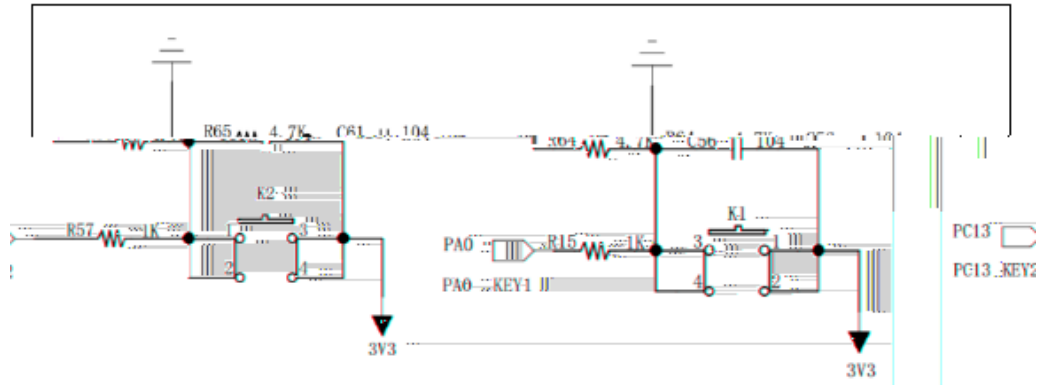 R65 4.7K C61 104
R64 4.7K C56 104
K2
K1
R57 1K 1 3
2 4
PA0 R15 1K 3 1
PA0 KEY1 4 2
PC13
PC13 KEY2
3V3
3V3